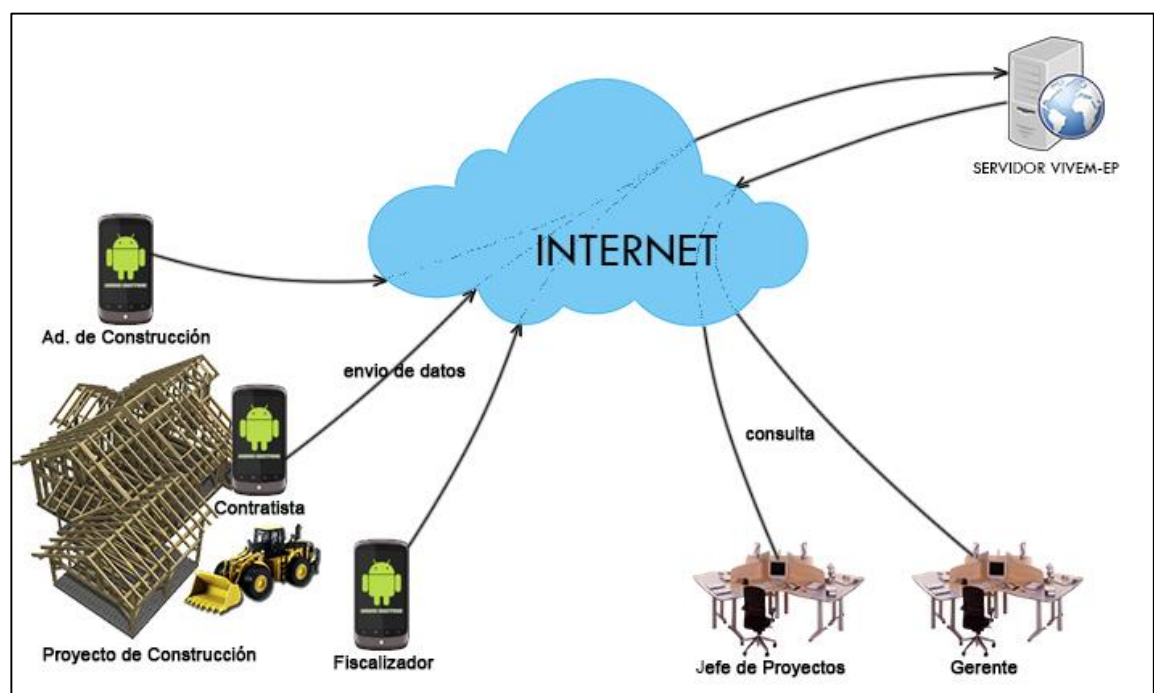 SERVIDOR VIVEM-EP
INTERNET
Ad. de Construcción
envio de datos
Contratista
consulta
Proyecto de Construcción
Fiscalizador
Jefe de Proyectos
Gerente